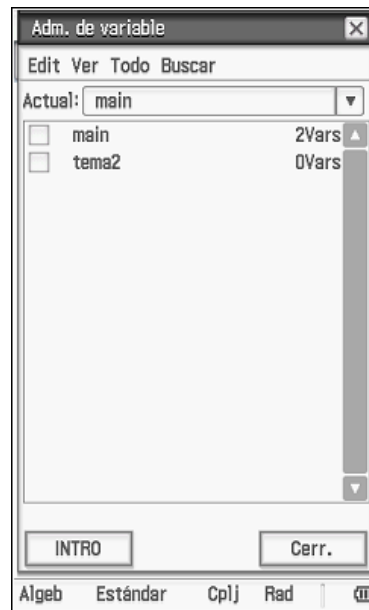 Adm. de variable
Edit Ver Todo Buscar
Actual: main
main 2Vars
tema2 0Vars
INTRO Cerr.
Algeb Estándar Cplj Rad